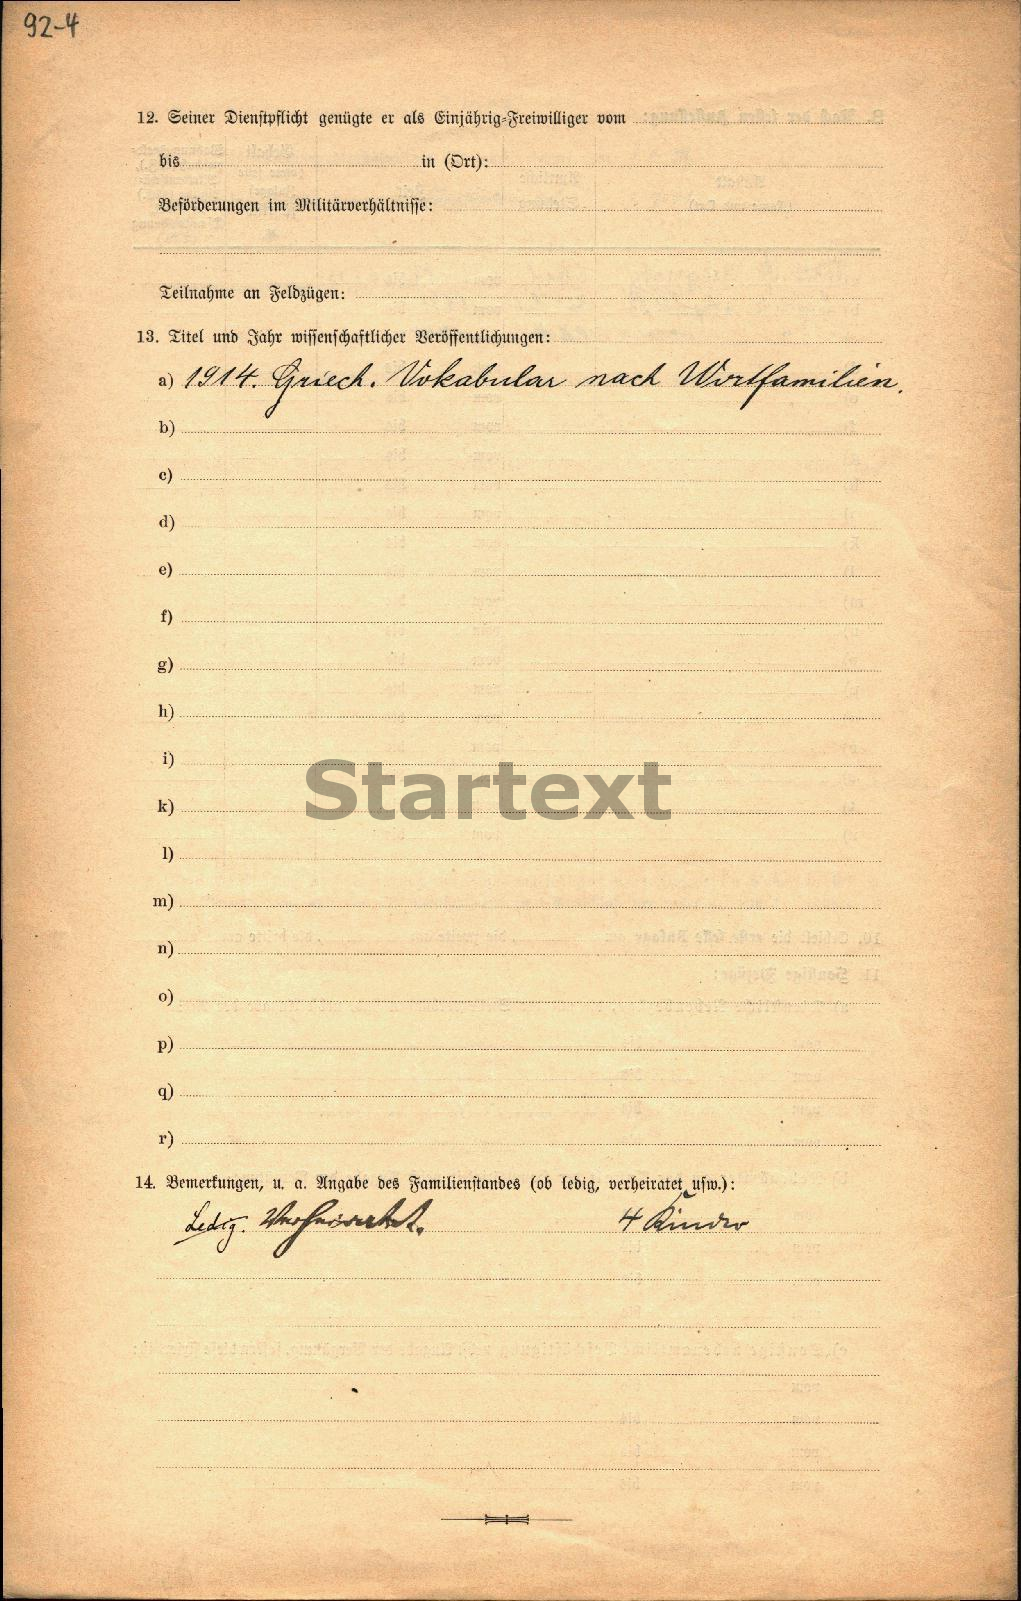 92-4
12. Seiner Dienstpflicht genügte er als Einjährig-Freiwilliger vom
bis in (Ort):
Beförderungen im Militärverhältnisse:
Teilnahme an Feldzügen:
13. Titel und Jahr wissenschaftlicher Veröffentlichungen:
a) 1914. Griech. Vokabular nach Wortfamilien.
b)
c)
d)
e)
f)
g)
h)
i)
Startext
k)
l)
m)
n)
o)
p)
q)
r)
14. Bemerkungen, u. a. Angabe des Familienstandes (ob ledig, verheiratet usw.):
Ledig. Verheiratet. 4 Kinder